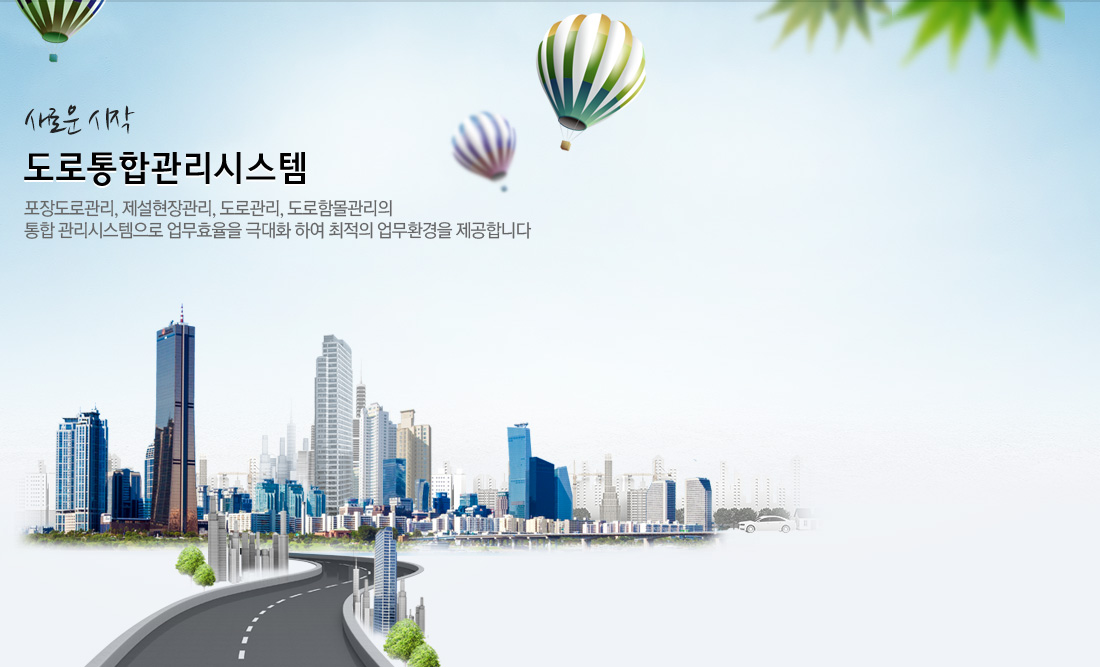 새로운 시작
도로통합관리시스템
포장도로관리, 제설현장관리, 도로관리, 도로함몰관리의
통합 관리시스템으로 업무효율을 극대화 하여 최적의 업무환경을 제공합니다